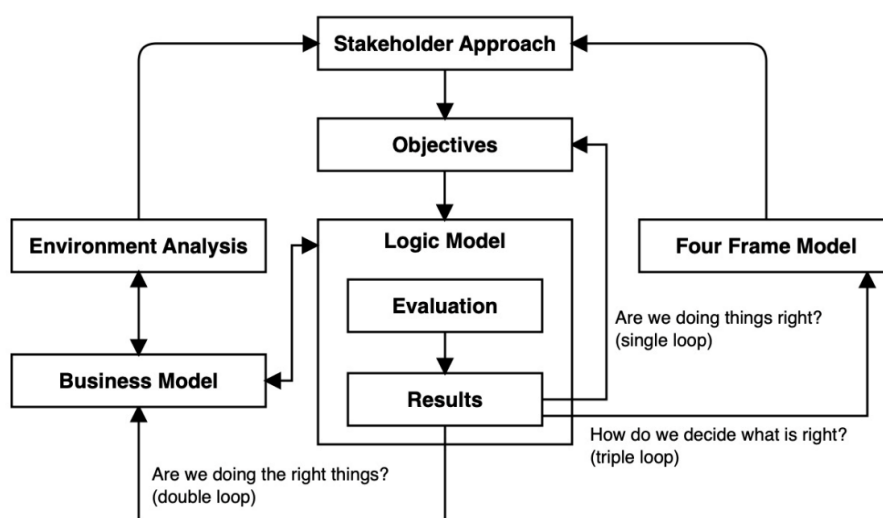 Stakeholder Approach
Objectives
Environment Analysis
Logic Model
Four Frame Model
Evaluation
Are we doing things right?
(single loop)
Business Model
Results
How do we decide what is right?
(triple loop)
Are we doing the right things?
(double loop)